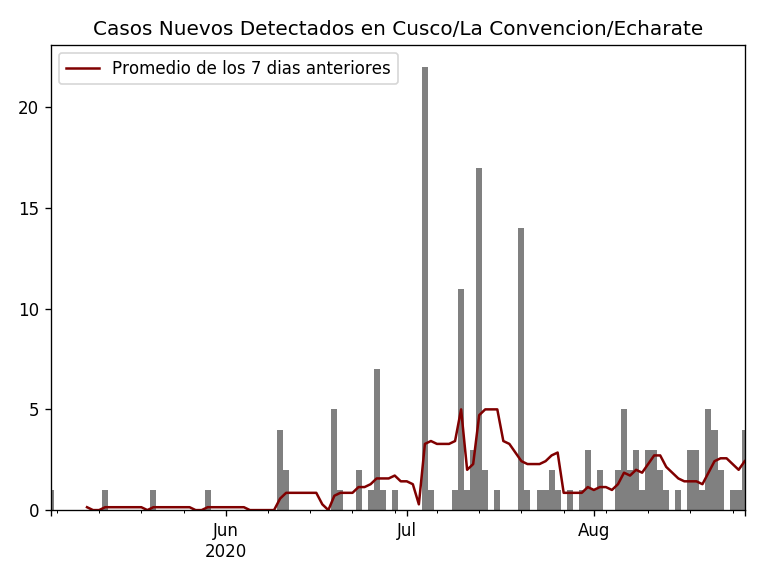 Casos Nuevos Detectados en Cusco/La Convencion/Echarate
Promedio de los 7 dias anteriores
20
15
10
5
0
Jun
2020
Jul
Aug